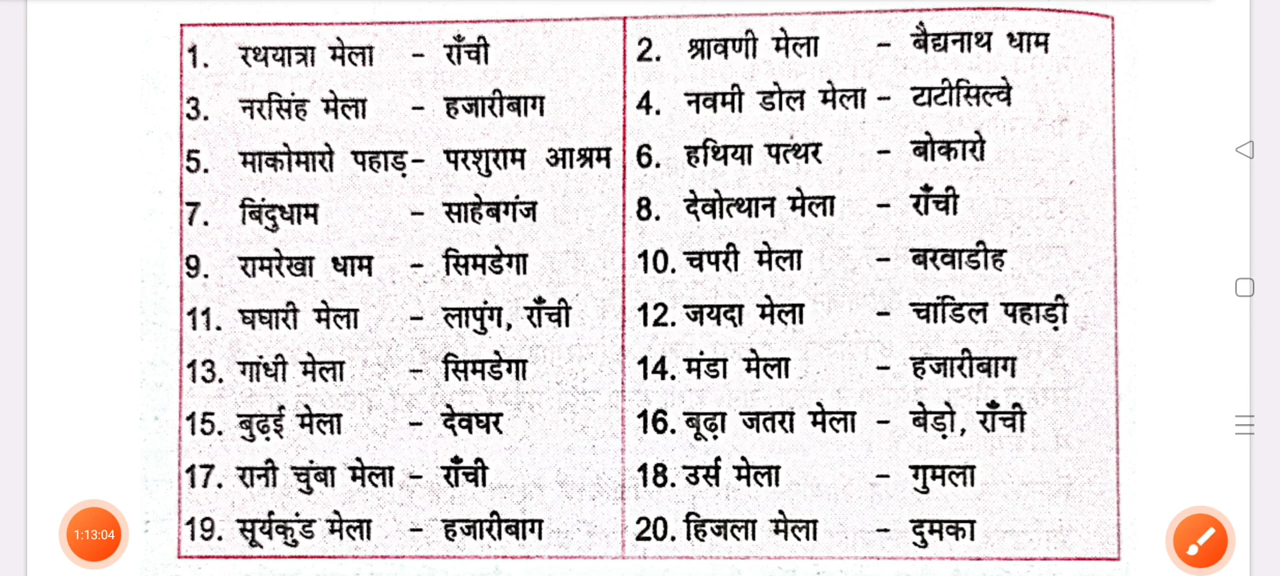 1. रथयात्रा मेला - राँची
2. श्रावणी मेला - बैद्यनाथ धाम
3. नरसिंह मेला - हजारीबाग
4. नवमी डोल मेला - टाटीसिल्वे
5. माकोमारो पहाड़ - परशुराम आश्रम
6. हथिया पत्थर - बोकारो
7. बिंदुधाम - साहेबगंज
8. देवोत्थान मेला - राँची
9. रामरेखा धाम - सिमडेगा
10. चपरी मेला - बरवाडीह
11. घघारी मेला - लापुंग, राँची
12. जयदा मेला - चांडिल पहाड़ी
13. गांधी मेला - सिमडेगा
14. मंडा मेला - हजारीबाग
15. बुढ़ई मेला - देवघर
16. बूढ़ा जतरा मेला - बेड़ो, राँची
17. रानी चुंबा मेला - राँची
18. उर्स मेला - गुमला
19. सूर्यकुंड मेला - हजारीबाग
20. हिजला मेला - दुमका
1:13:04